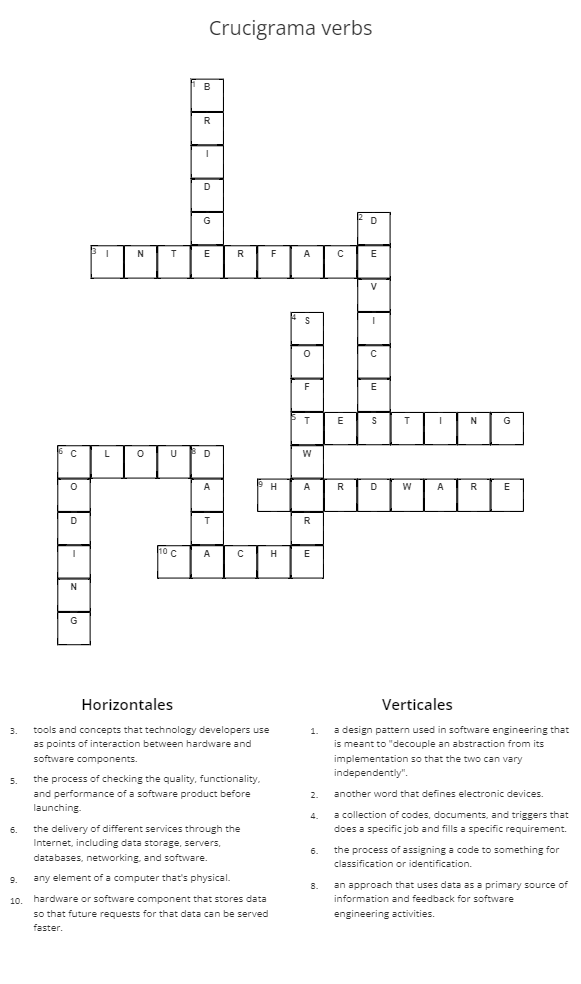 Crucigrama verbs
1 B
R
I
D
G
2 D
3 I N T E R F A C E
V
4 S I
O C
F E
5 T E S T I N G
6 C L O U 8 D W
O A 9 H A R D W A R E
D T R
I 10 C A C H E
N
G
Horizontales
3. tools and concepts that technology developers use
as points of interaction between hardware and
software components.
5. the process of checking the quality, functionality,
and performance of a software product before
launching.
6. the delivery of different services through the
Internet, including data storage, servers,
databases, networking, and software.
9. any element of a computer that's physical.
10. hardware or software component that stores data
so that future requests for that data can be served
faster.
Verticales
1. a design pattern used in software engineering that
is meant to "decouple an abstraction from its
implementation so that the two can vary
independently".
2. another word that defines electronic devices.
4. a collection of codes, documents, and triggers that
does a specific job and fills a specific requirement.
6. the process of assigning a code to something for
classification or identification.
8. an approach that uses data as a primary source of
information and feedback for software
engineering activities.